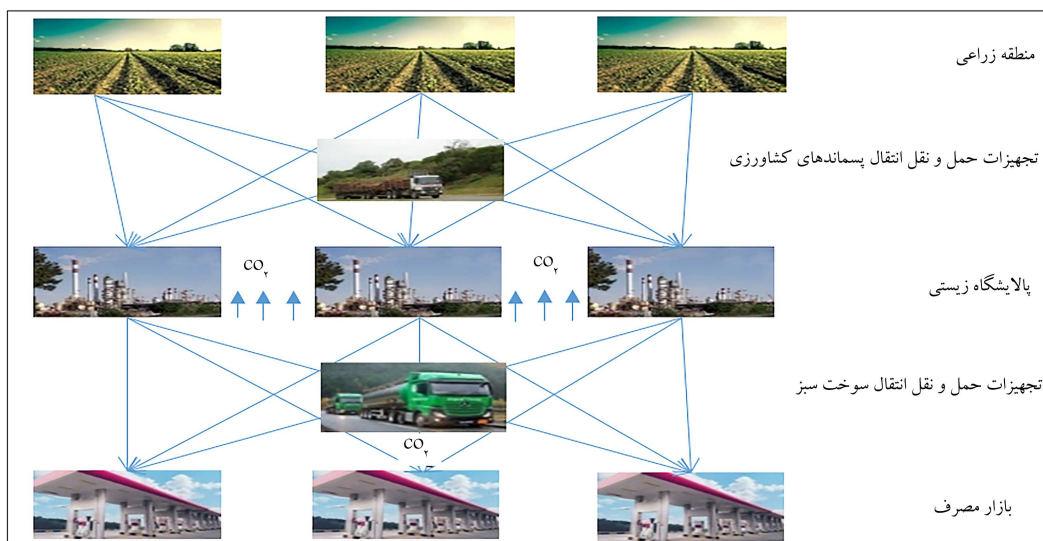 منطقه زراعی
تجهیزات حمل و نقل انتقال پسماندهای کشاورزی
CO۲
CO۲
پالایشگاه زیستی
تجهیزات حمل و نقل انتقال سوخت سبز
CO۲
بازار مصرف